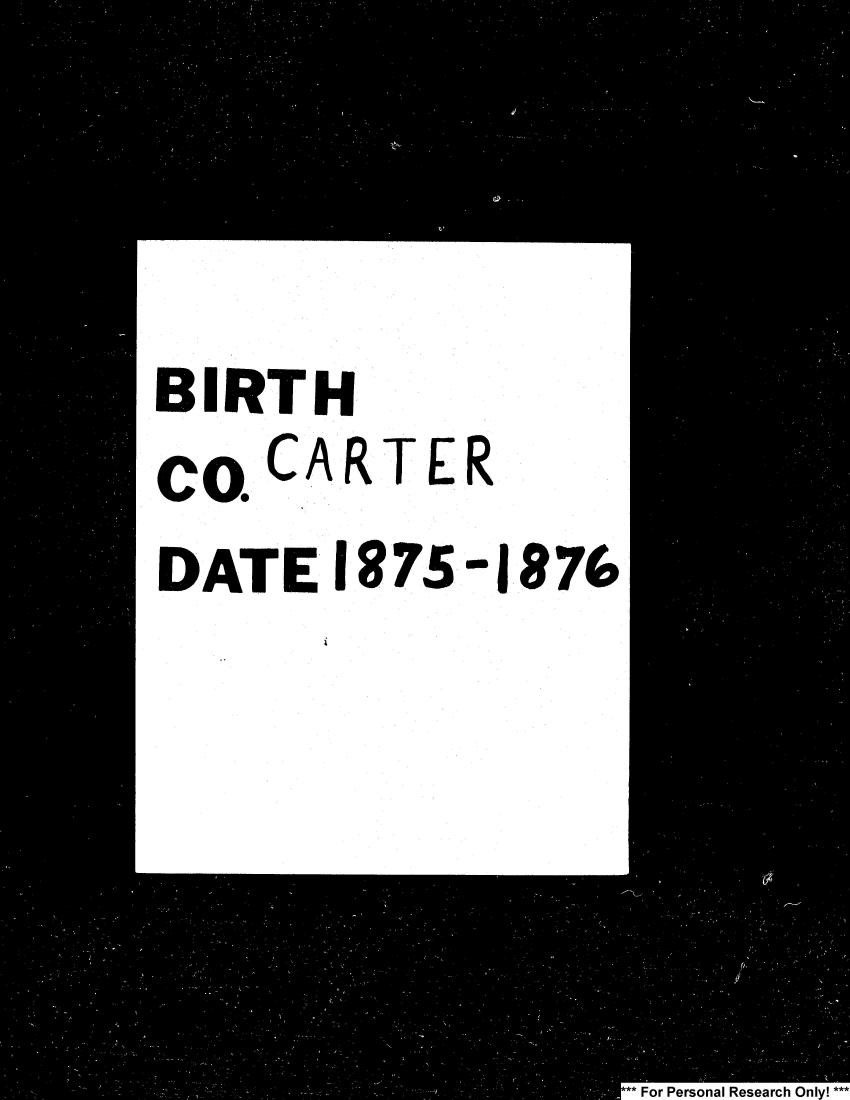 BIRTH
CO. CARTER
DATE 1875-1876
*** For Personal Research Only! ***